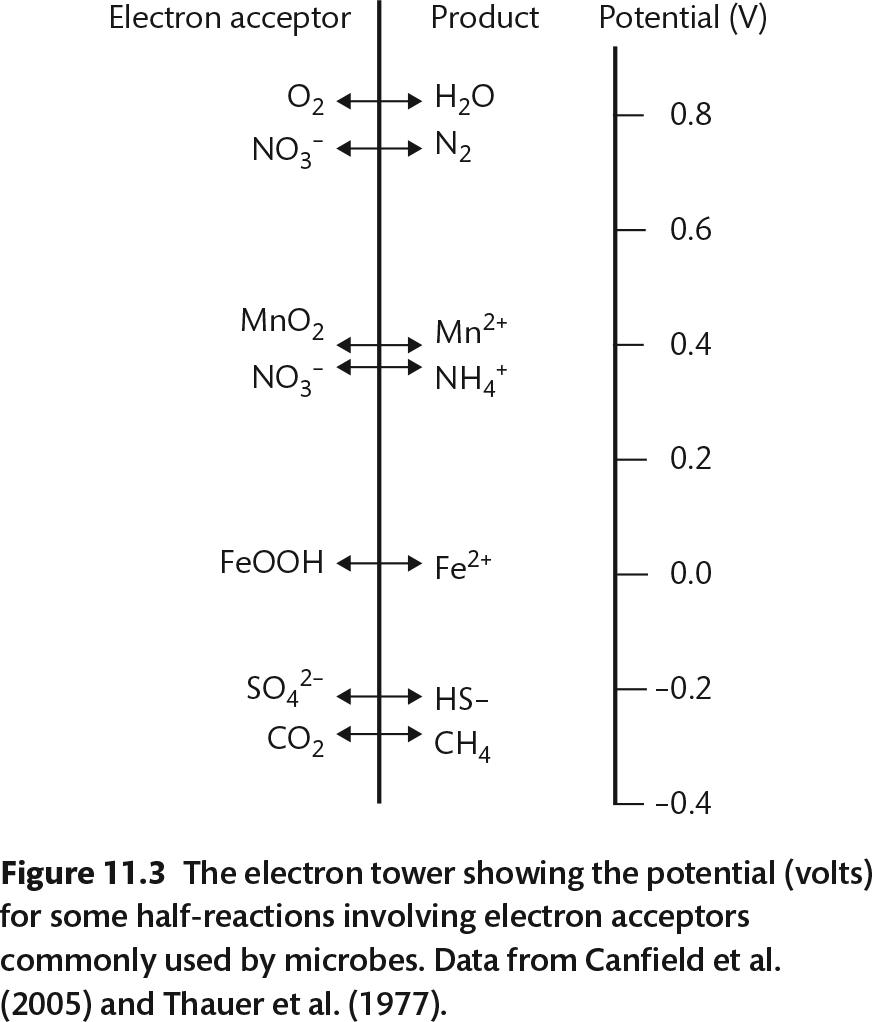 Electron acceptor Product Potential (V)
O₂ H₂O
0.8
NO₃⁻ N₂
0.6
MnO₂ Mn²⁺
0.4
NO₃⁻ NH₄⁺
0.2
FeOOH Fe²⁺
0.0
SO₄²⁻ HS–
–0.2
CO₂ CH₄
–0.4
Figure 11.3 The electron tower showing the potential (volts)
for some half-reactions involving electron acceptors
commonly used by microbes. Data from Canfield et al.
(2005) and Thauer et al. (1977).